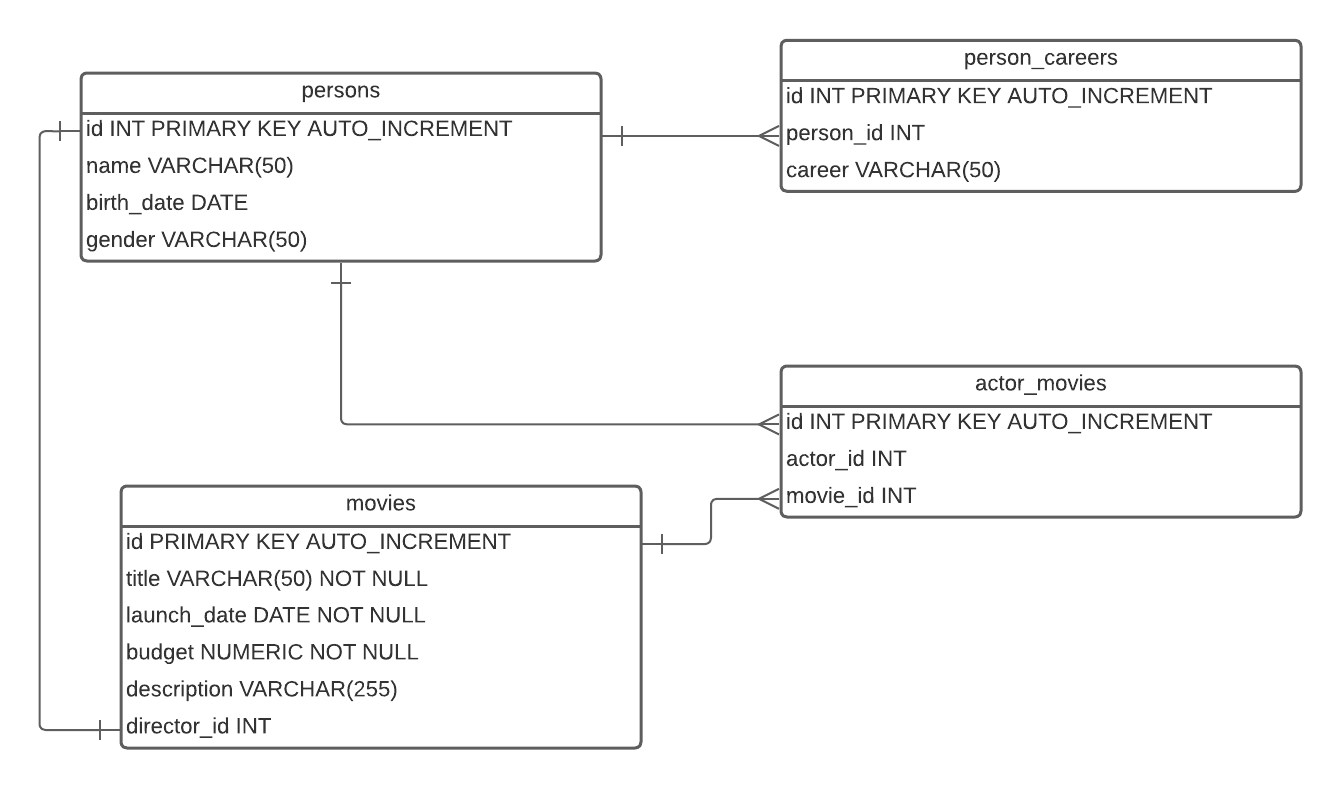 persons
id INT PRIMARY KEY AUTO_INCREMENT
name VARCHAR(50)
birth_date DATE
gender VARCHAR(50)
person_careers
id INT PRIMARY KEY AUTO_INCREMENT
person_id INT
career VARCHAR(50)
actor_movies
id INT PRIMARY KEY AUTO_INCREMENT
actor_id INT
movie_id INT
movies
id PRIMARY KEY AUTO_INCREMENT
title VARCHAR(50) NOT NULL
launch_date DATE NOT NULL
budget NUMERIC NOT NULL
description VARCHAR(255)
director_id INT